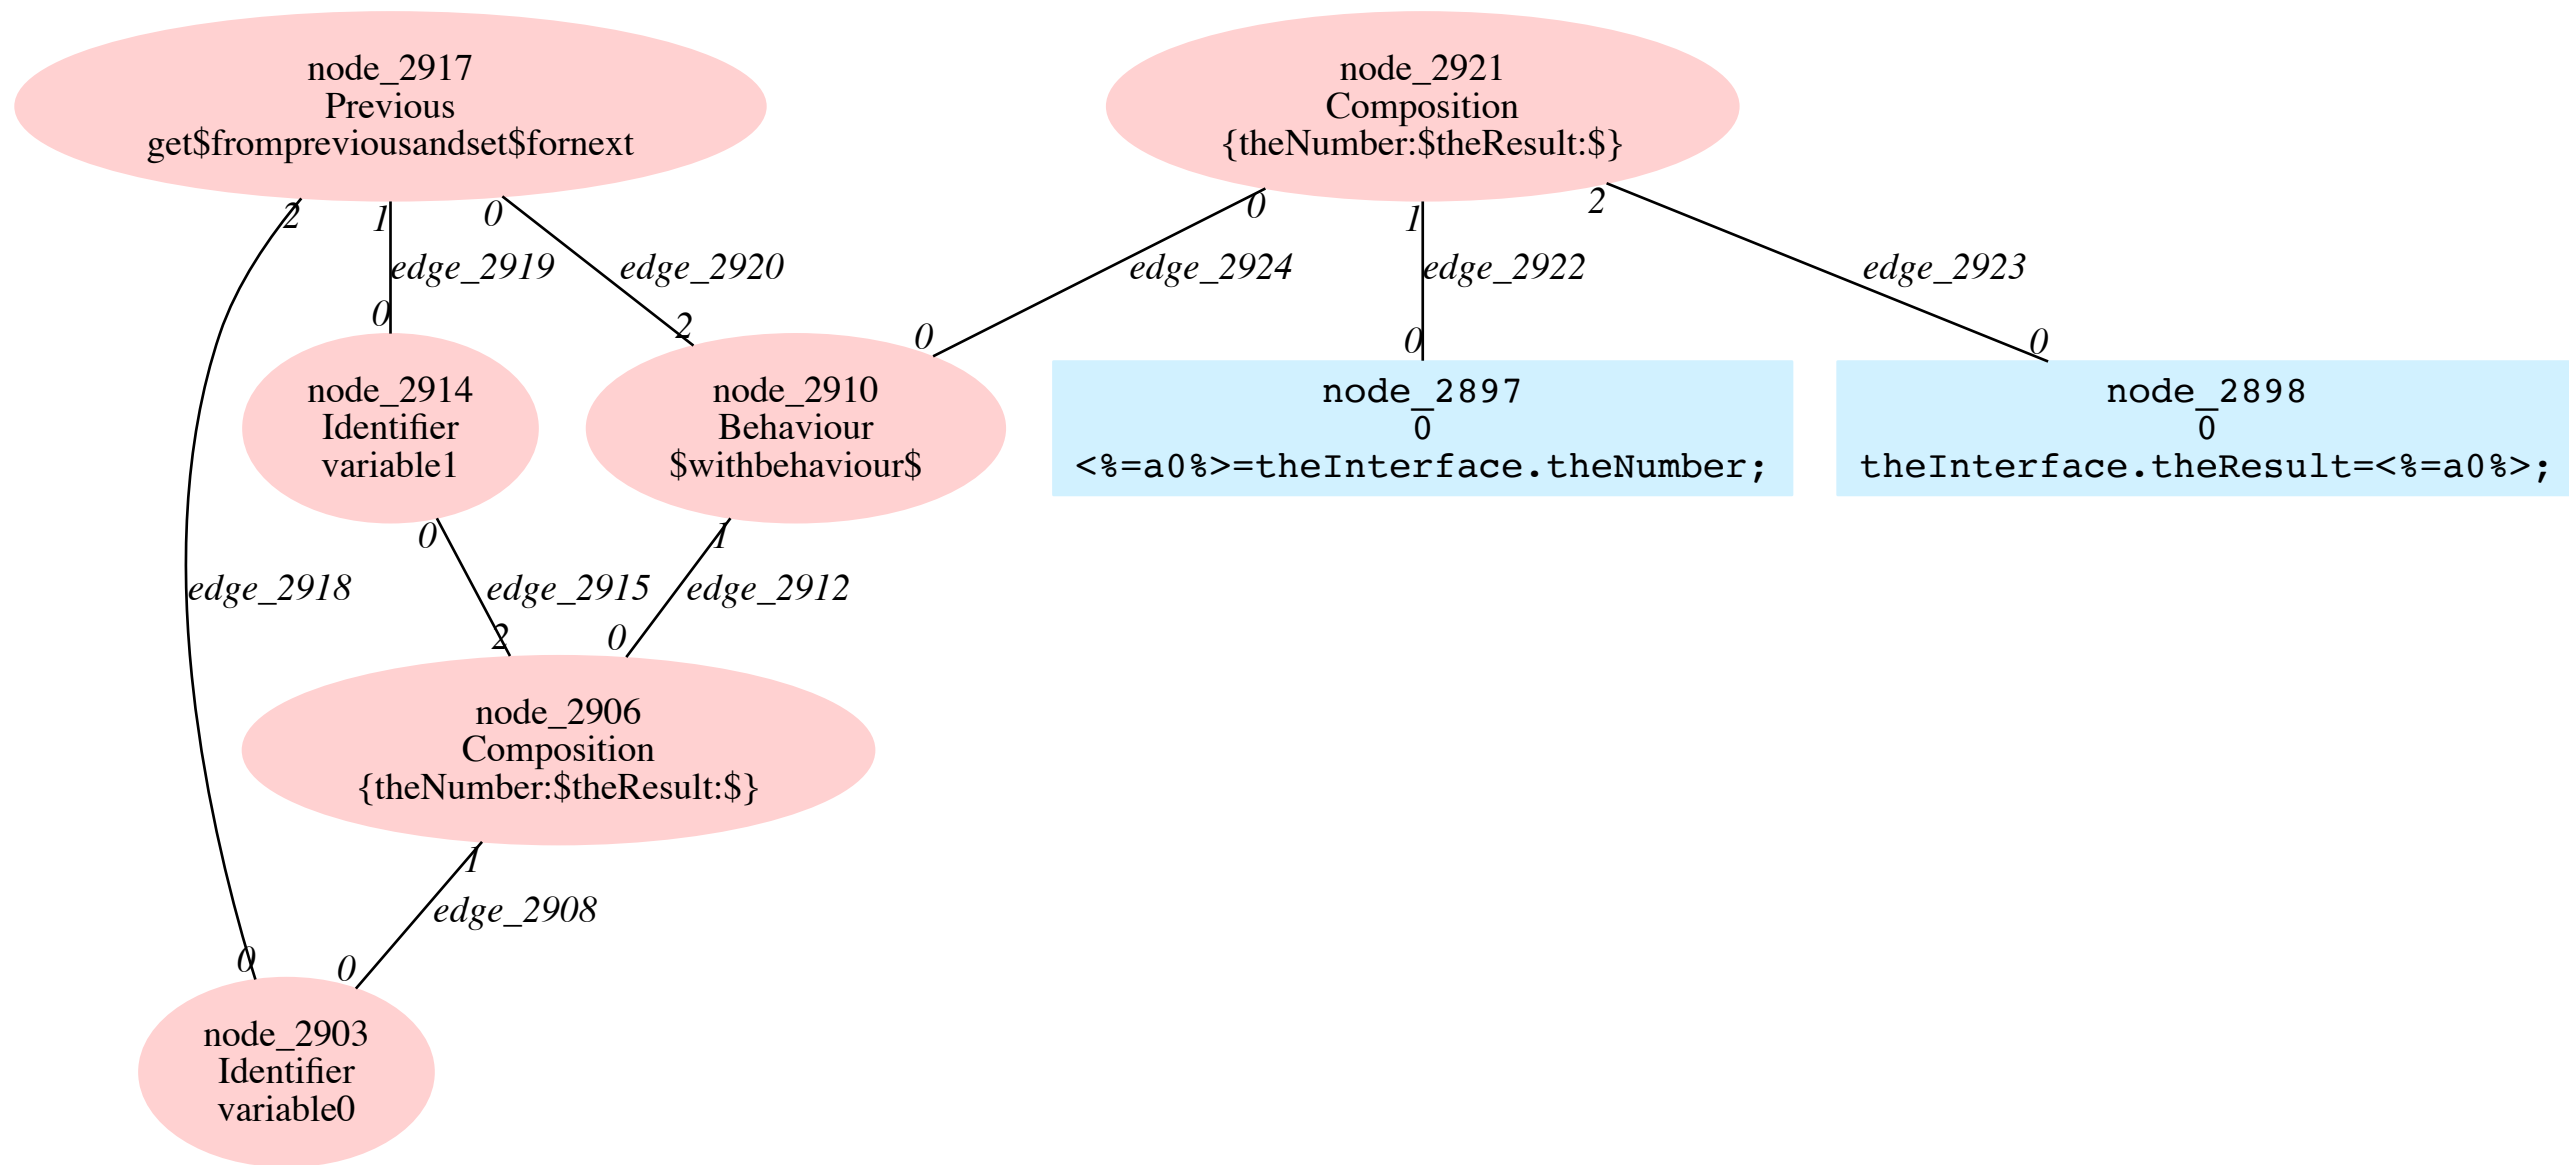 node_2917
Previous
get$frompreviousandset$fornext
node_2921
Composition
{theNumber:$theResult:$}
2
1
0
0
1
2
edge_2919
edge_2920
edge_2924
edge_2922
edge_2923
0
2
0
0
0
node_2914
Identifier
variable1
node_2910
Behaviour
$withbehaviour$
node_2897
0
<%=a0%>=theInterface.theNumber;
node_2898
0
theInterface.theResult=<%=a0%>;
0
1
edge_2918
edge_2915
edge_2912
2
0
node_2906
Composition
{theNumber:$theResult:$}
1
edge_2908
0
0
node_2903
Identifier
variable0